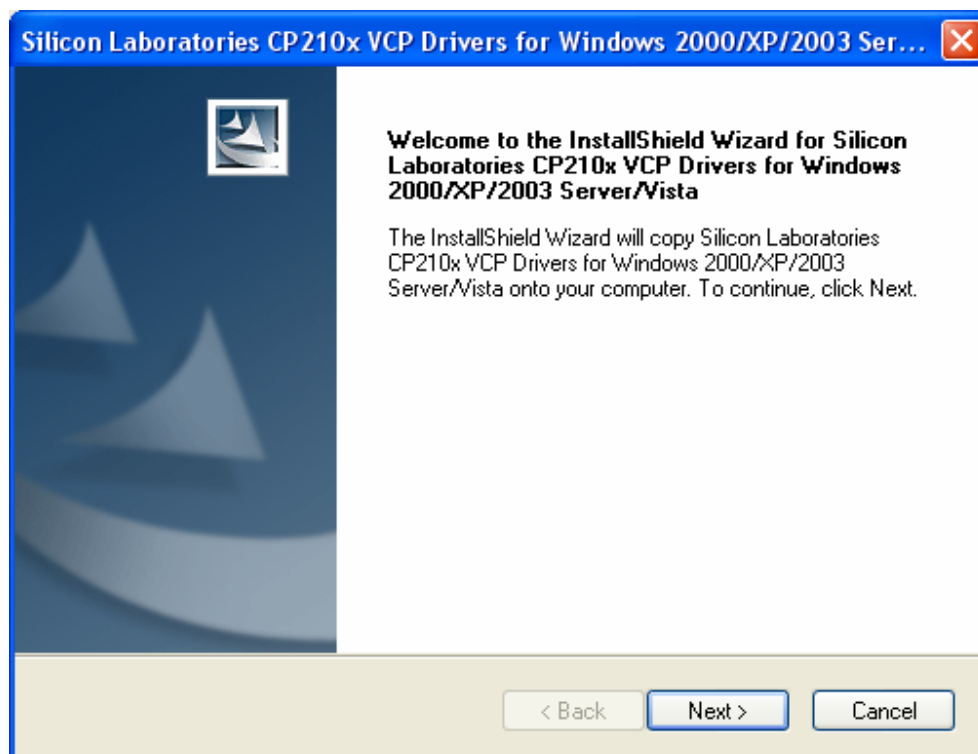 Silicon Laboratories CP210x VCP Drivers for Windows 2000/XP/2003 Ser...
Welcome to the InstallShield Wizard for Silicon
Laboratories CP210x VCP Drivers for Windows
2000/XP/2003 Server/Vista
The InstallShield Wizard will copy Silicon Laboratories
CP210x VCP Drivers for Windows 2000/XP/2003
Server/Vista onto your computer. To continue, click Next.
< Back
Next >
Cancel